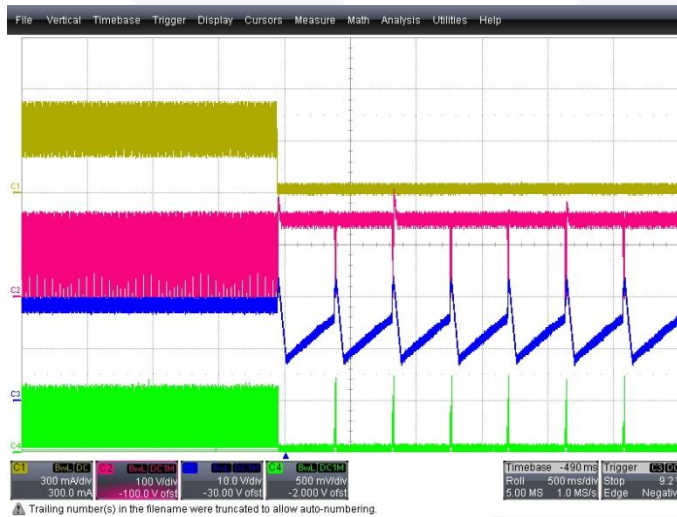 File Vertical Timebase Trigger Display Cursors Measure Math Analysis Utilities Help
C1
C2
C3
C4
C1 BwL DC
300 mA/div
300.0 mA
C2 BwL DC1M
100 V/div
-100.0 V ofst
10.0 V/div
-30.00 V ofst
C4 BwL DC1M
500 mV/div
-2.000 V ofst
Timebase -490 ms
Roll 500 ms/div
5.00 MS 1.0 MS/s
Trigger C3 DC
Stop 9.2
Edge Negativ
Trailing number(s) in the filename were truncated to allow auto-numbering.